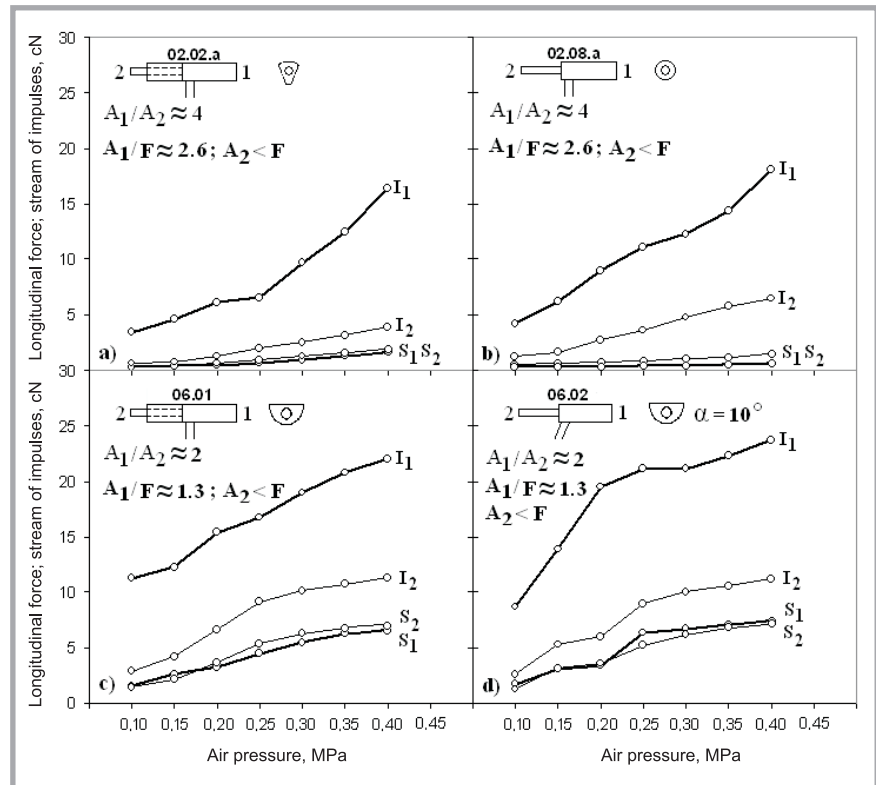 Longitudinal force; stream of impulses, cN
30
25
20
15
10
5
02.02.a
2 1
A1/A2 ≈ 4
A1/F ≈ 2.6; A2 < F
I1
I2
S1 S2
a)
02.08.a
2 1
A1/A2 ≈ 4
A1/F ≈ 2.6; A2 < F
I1
I2
S1 S2
b)
Longitudinal force; stream of impulses, cN
30
25
20
15
10
5
0
06.01
2 1
A1/A2 ≈ 2
A1/F ≈ 1.3; A2 < F
I1
I2
S2
S1
c)
0,10 0,15 0,20 0,25 0,30 0,35 0,40 0,45
Air pressure, MPa
06.02
2 1 α = 10°
A1/A2 ≈ 2
A1/F ≈ 1.3
A2 < F
I1
I2
S1
S2
d)
0,10 0,15 0,20 0,25 0,30 0,35 0,40 0,45
Air pressure, MPa